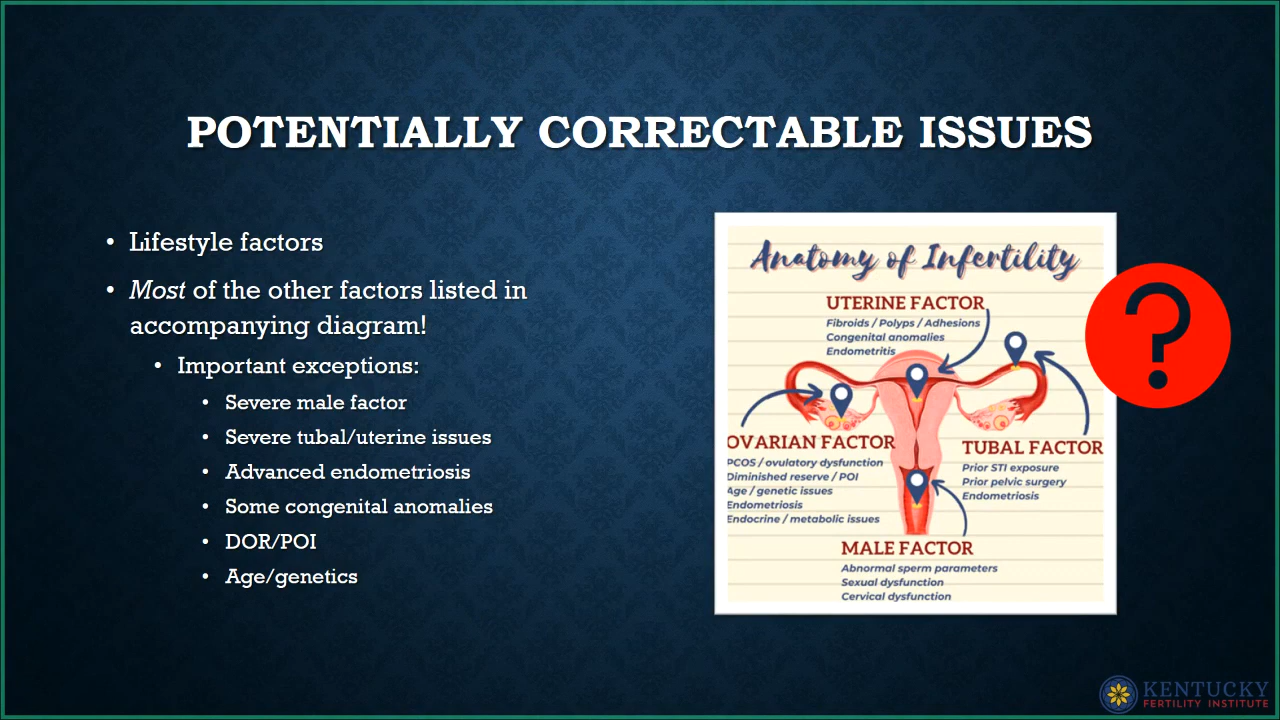 POTENTIALLY CORRECTABLE ISSUES
• Lifestyle factors
• Most of the other factors listed in
accompanying diagram!
• Important exceptions:
• Severe male factor
• Severe tubal/uterine issues
• Advanced endometriosis
• Some congenital anomalies
• DOR/POI
• Age/genetics
Anatomy of Infertility
UTERINE FACTOR
Fibroids / Polyps / Adhesions
Congenital anomalies
Endometritis
?
OVARIAN FACTOR
PCOS / ovulatory dysfunction
Diminished reserve / POI
Age / genetic issues
Endometriosis
Endocrine / metabolic issues
TUBAL FACTOR
Prior STI exposure
Prior pelvic surgery
Endometriosis
MALE FACTOR
Abnormal sperm parameters
Sexual dysfunction
Cervical dysfunction
KENTUCKY
FERTILITY INSTITUTE